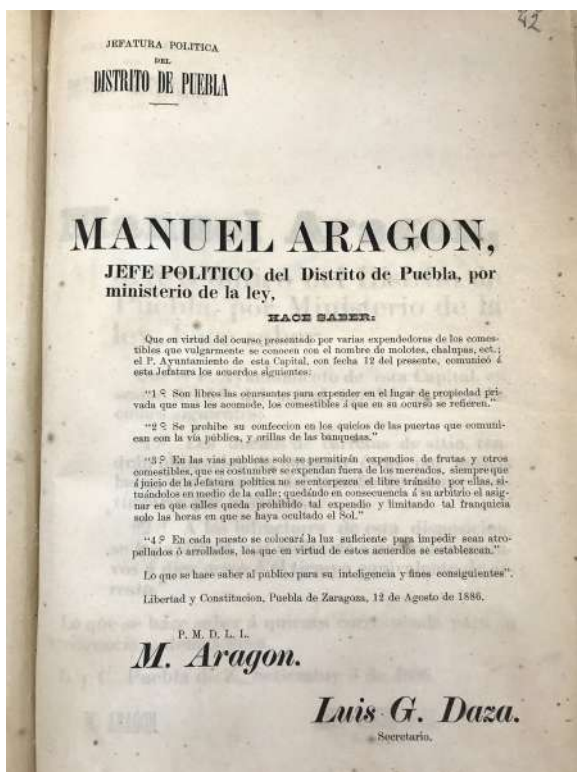 42
JEFATURA POLITICA
DEL
DISTRITO DE PUEBLA
MANUEL ARAGON,
JEFE POLITICO del Distrito de Puebla, por
ministerio de la ley,
HACE SABER:
Que en virtud del ocurso presentado por varias expendedoras de los comes-
tibles que vulgarmente se conocen con el nombre de molotes, chalupas, ect.;
el P. Ayuntamiento de esta Capital, con fecha 12 del presente, comunicó á
esta Jefatura los acuerdos siguientes:
"1º Son libres las ocursantes para expender en el lugar de propiedad pri-
vada que mas les acomode, los comestibles á que en su ocurso se refieren."
"2º Se prohibe su confeccion en los quicios de las puertas que comuni-
can con la vía pública, y orillas de las banquetas."
"3º En las vias públicas solo se permitirán expendios de frutas y otros
comestibles, que es costumbre se expendan fuera de los mercados, siempre que
á juicio de la Jefatura política no se entorpezca el libre tránsito por ellas, si-
tuándolos en medio de la calle; quedando en consecuencia á su arbitrio el asig-
nar en que calles queda prohibido tal expendio y limitando tal franquicia
solo las horas en que se haya ocultado el Sol."
"4º En cada puesto se colocará la luz suficiente para impedir sean atro-
pellados ó arrollados, los que en virtud de estos acuerdos se establezcan."
Lo que se hace saber al público para su inteligencia y fines consiguientes".
Libertad y Constitucion, Puebla de Zaragoza, 12 de Agosto de 1886.
P. M. D. L. L.
M. Aragon.
Luis G. Daza.
Secretario.